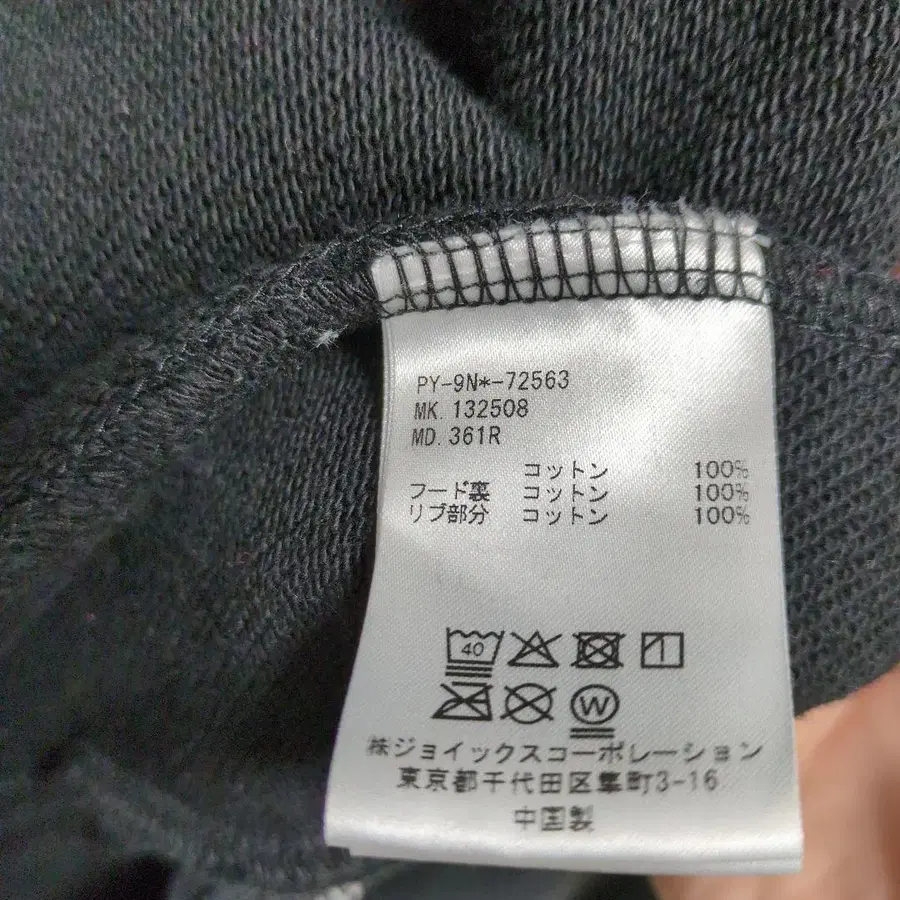 PY-9N*-72563
MK. 132508
MD. 361R
コットン 100%
フード裏 コットン 100%
リブ部分 コットン 100%
40
W
㈱ジョイックスコーポレーション
東京都千代田区隼町3-16
中国製